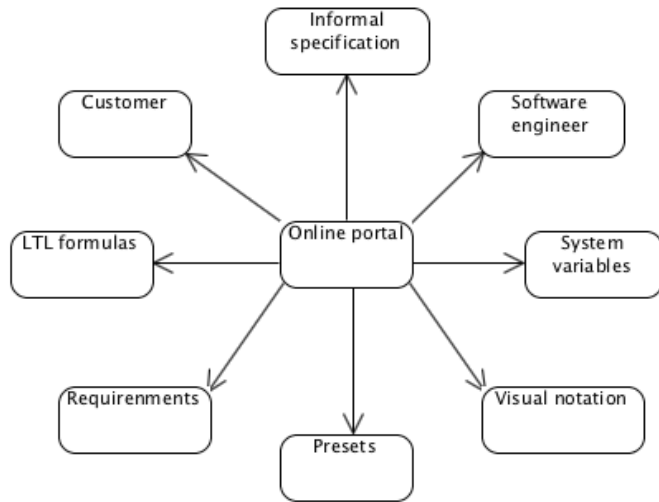 Informal
specification
Customer
Software
engineer
LTL formulas
Online portal
System
variables
Requirenments
Visual notation
Presets